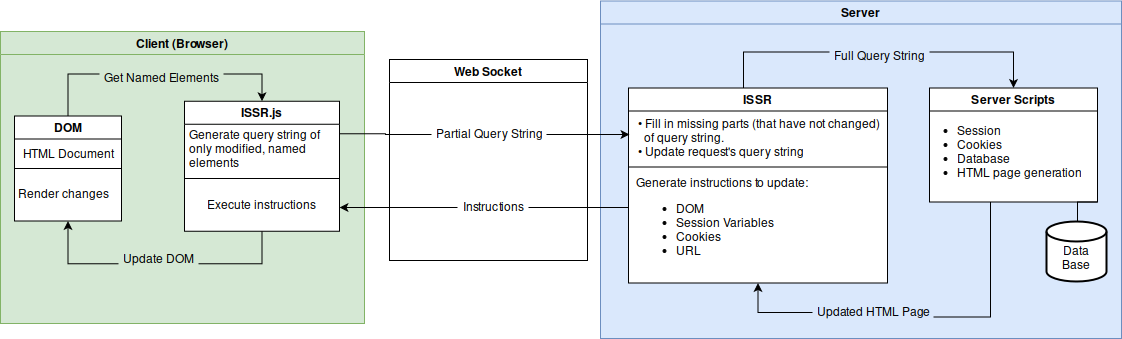 Client (Browser)
Get Named Elements
DOM
HTML Document
Render changes
ISSR.js
Generate query string of
only modified, named
elements
Execute instructions
Update DOM
Web Socket
Partial Query String
Instructions
Server
Full Query String
ISSR
• Fill in missing parts (that have not changed)
of query string.
• Update request's query string
Generate instructions to update:
• DOM
• Session Variables
• Cookies
• URL
Server Scripts
• Session
• Cookies
• Database
• HTML page generation
Data
Base
Updated HTML Page